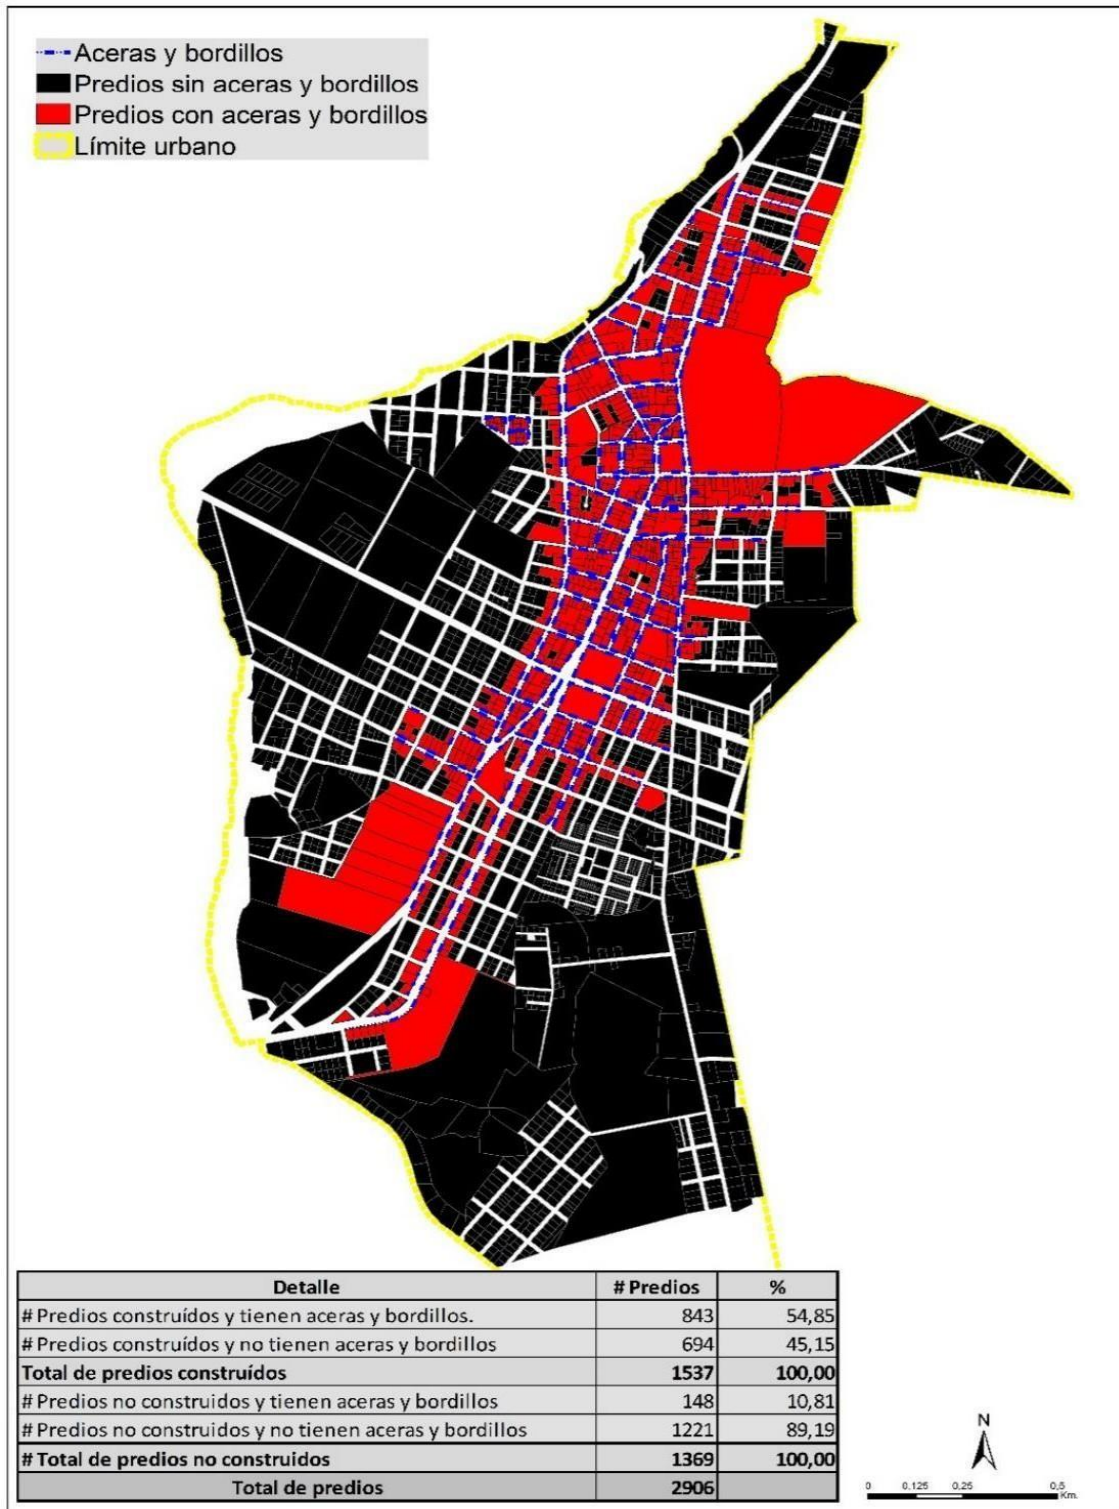 Aceras y bordillos
Predios sin aceras y bordillos
Predios con aceras y bordillos
Límite urbano
Detalle # Predios %
# Predios construídos y tienen aceras y bordillos. 843 54,85
# Predios construídos y no tienen aceras y bordillos 694 45,15
Total de predios construídos 1537 100,00
# Predios no construidos y tienen aceras y bordillos 148 10,81
# Predios no construidos y no tienen aceras y bordillos 1221 89,19
# Total de predios no construidos 1369 100,00
Total de predios 2906
N
0 0,125 0,25 0,5
Km.